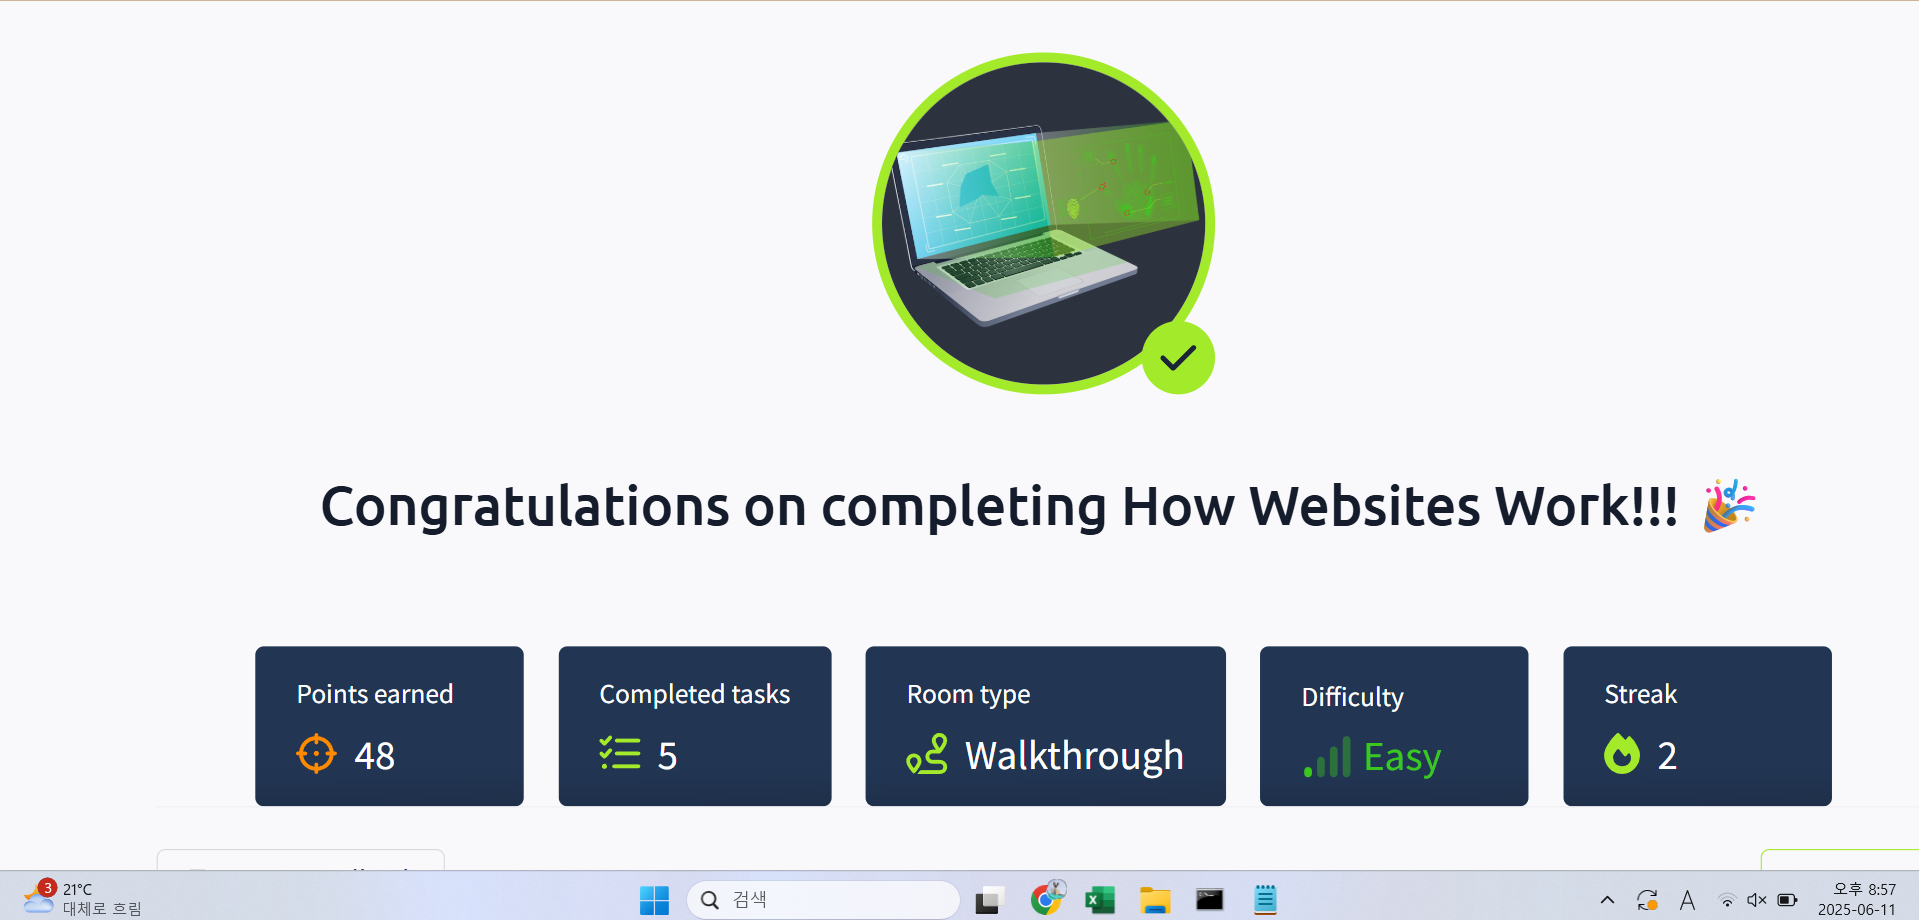 Congratulations on completing How Websites Work!!! 🎉
Points earned
48
Completed tasks
5
Room type
Walkthrough
Difficulty
Easy
Streak
2
3
21°C
대체로 흐림
검색
A
오후 8:57
2025-06-11